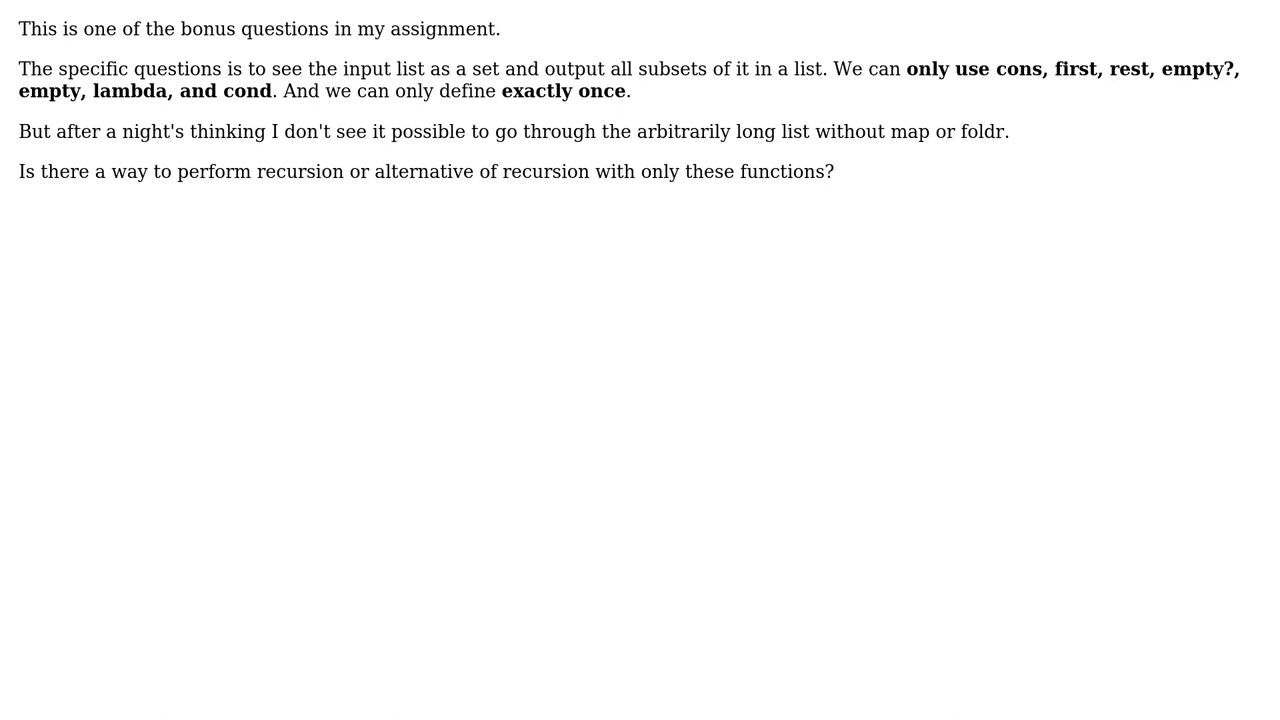 This is one of the bonus questions in my assignment.
The specific questions is to see the input list as a set and output all subsets of it in a list. We can only use cons, first, rest, empty?,
empty, lambda, and cond. And we can only define exactly once.
But after a night's thinking I don't see it possible to go through the arbitrarily long list without map or foldr.
Is there a way to perform recursion or alternative of recursion with only these functions?